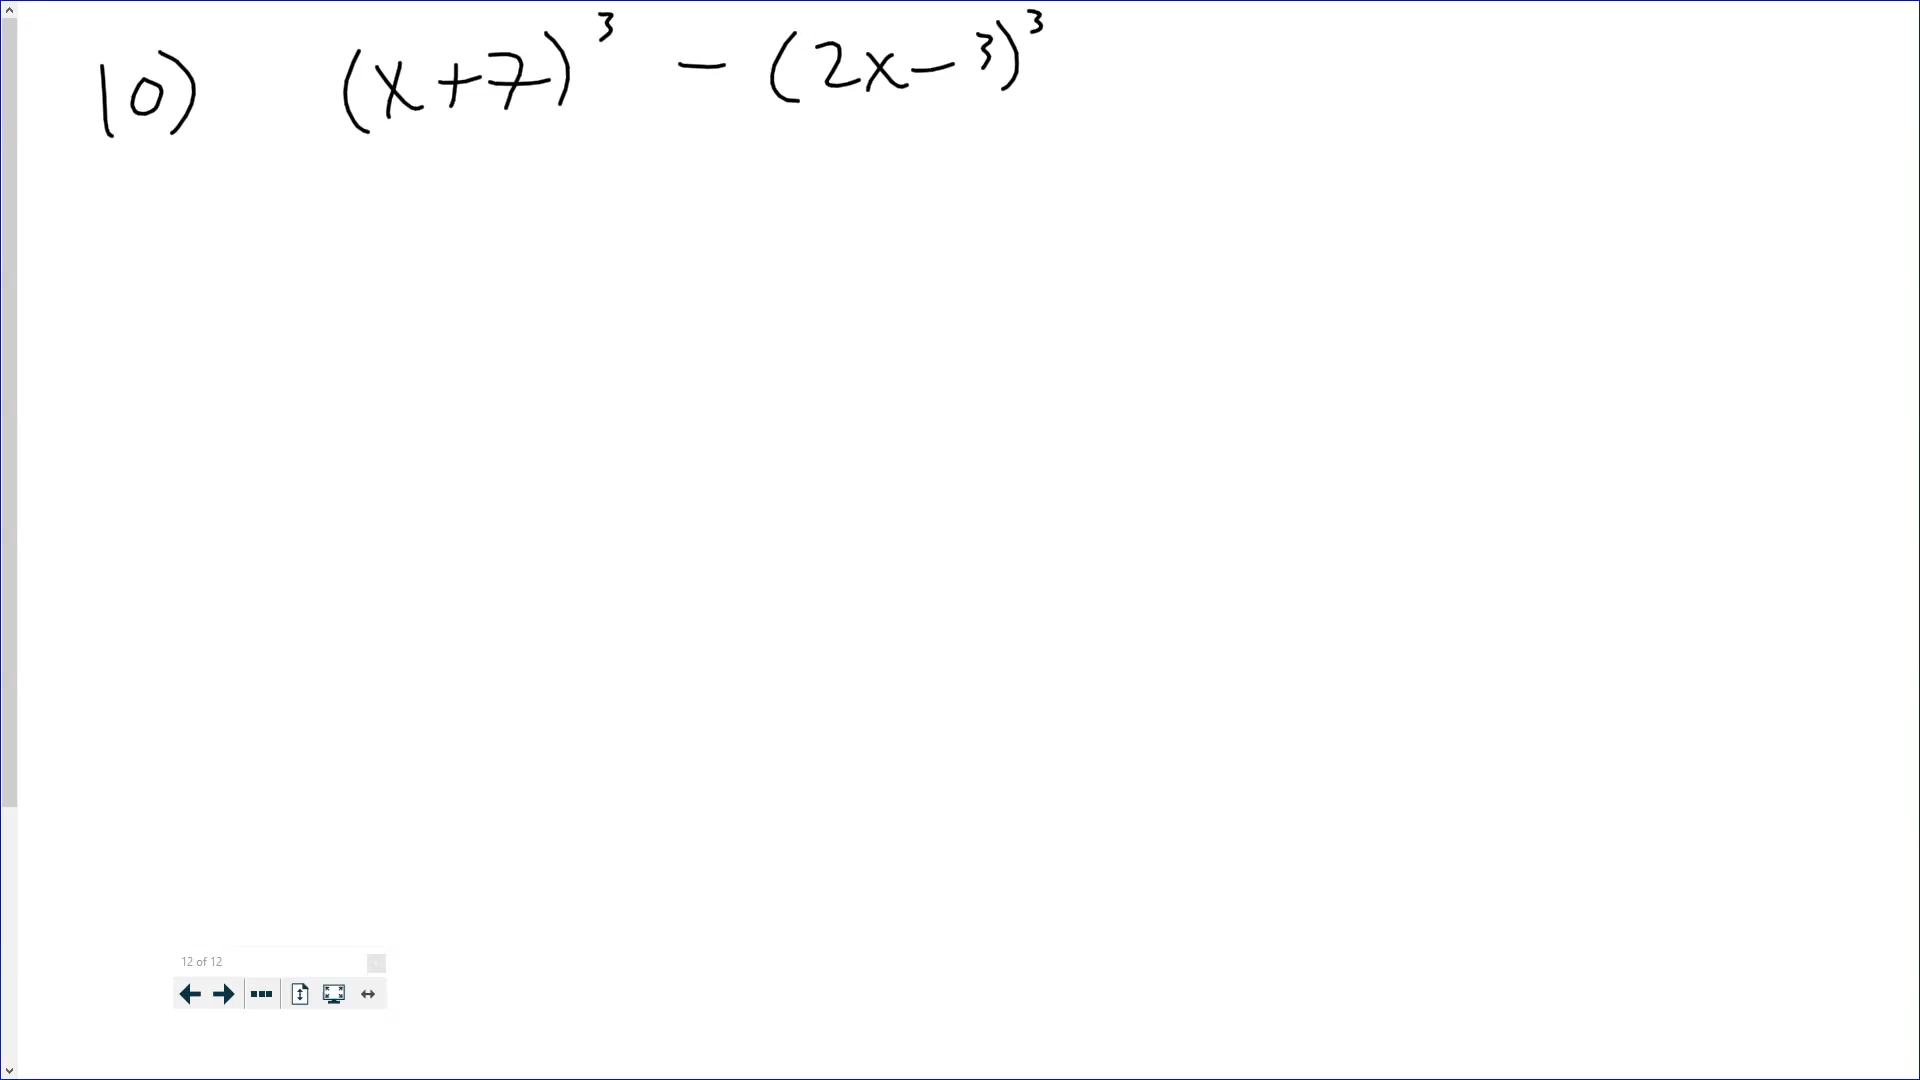 10) (x+7)³ - (2x-3)³
12 of 12